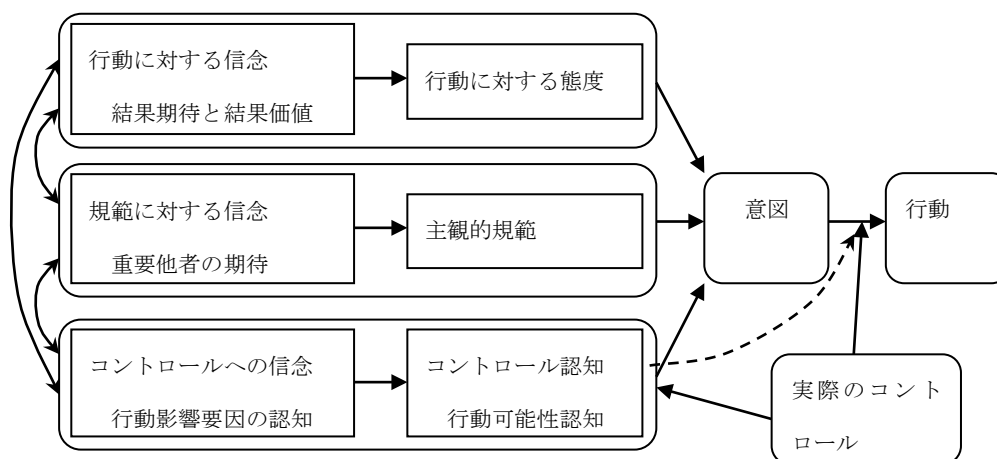 行動に対する信念
結果期待と結果価値
行動に対する態度
規範に対する信念
重要他者の期待
主観的規範
コントロールへの信念
行動影響要因の認知
コントロール認知
行動可能性認知
意図
行動
実際のコント
ロール